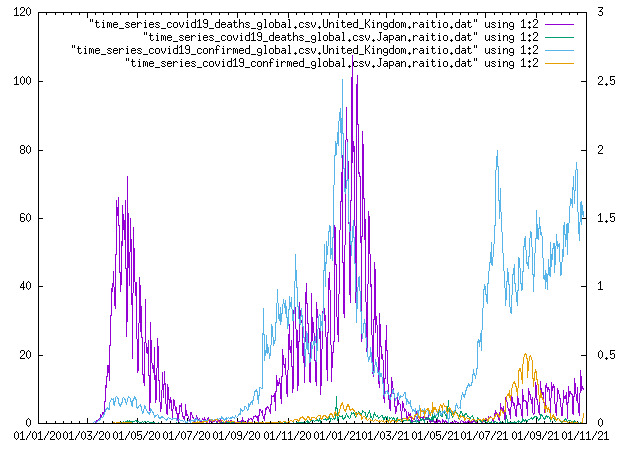 "time_series_covid19_deaths_global.csv.United_Kingdom.raitio.dat" using 1:2
"time_series_covid19_deaths_global.csv.Japan.raitio.dat" using 1:2
"time_series_covid19_confirmed_global.csv.United_Kingdom.raitio.dat" using 1:2
"time_series_covid19_confirmed_global.csv.Japan.raitio.dat" using 1:2
120 3
100 2.5
80 2
60 1.5
40 1
20 0.5
0 0
01/01/20 01/03/20 01/05/20 01/07/20 01/09/20 01/11/20 01/01/21 01/03/21 01/05/21 01/07/21 01/09/21 01/11/21